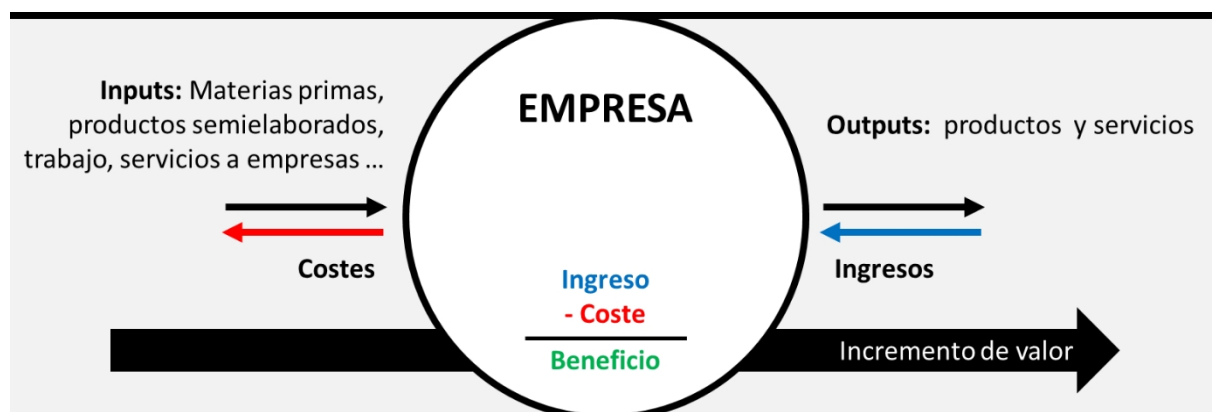 Inputs: Materias primas,
productos semielaborados,
trabajo, servicios a empresas ...
Costes
EMPRESA
Ingreso
- Coste
Beneficio
Outputs: productos y servicios
Ingresos
Incremento de valor